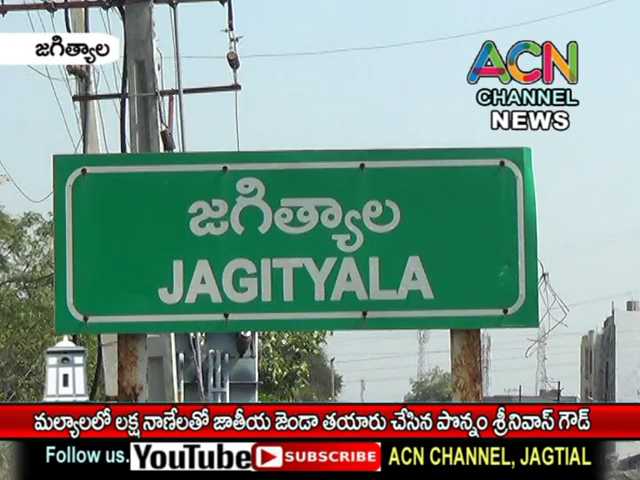 జగిత్యాల
ACN
CHANNEL
NEWS
జగిత్యాల
JAGITYALA
మల్యాలలో లక్ష నాణేలతో జాతీయ జెండా తయారు చేసిన పొన్నం శ్రీనివాస్ గౌడ్
Follow us. YouTube SUBSCRIBE ACN CHANNEL, JAGTIAL